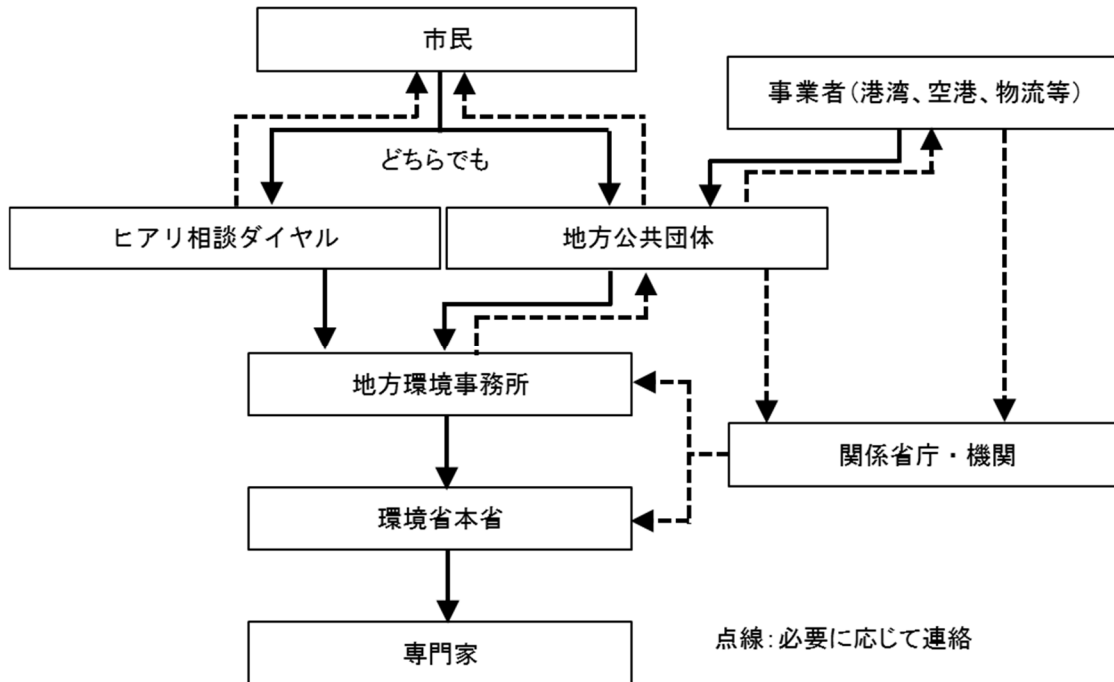 市民
事業者（港湾、空港、物流等）
どちらでも
ヒアリ相談ダイヤル
地方公共団体
地方環境事務所
関係省庁・機関
環境省本省
専門家
点線：必要に応じて連絡